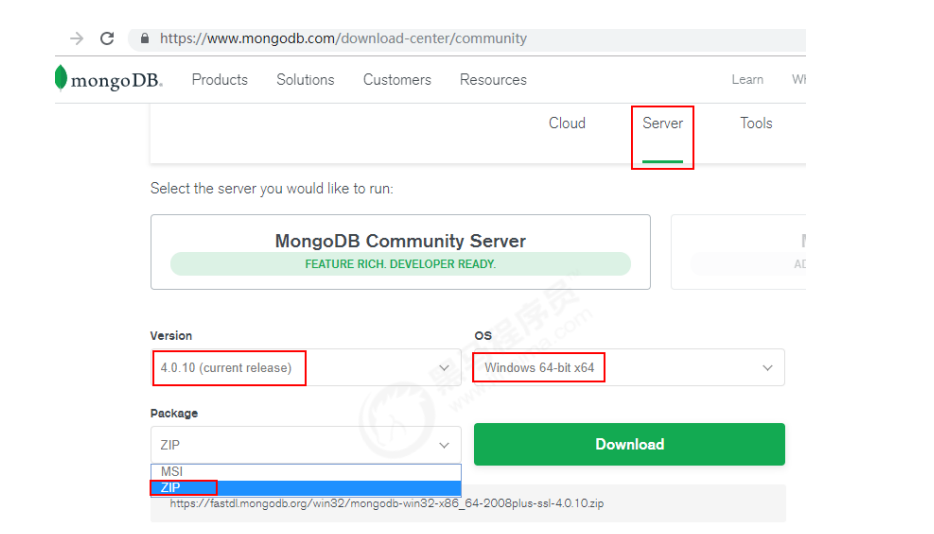 https://www.mongodb.com/download-center/community
mongoDB. Products Solutions Customers Resources Learn
Cloud Server Tools
Select the server you would like to run:
MongoDB Community Server
FEATURE RICH. DEVELOPER READY.
Version OS
4.0.10 (current release) Windows 64-bit x64
Package
ZIP Download
MSI
ZIP
https://fastdl.mongodb.org/win32/mongodb-win32-x86_64-2008plus-ssl-4.0.10.zip